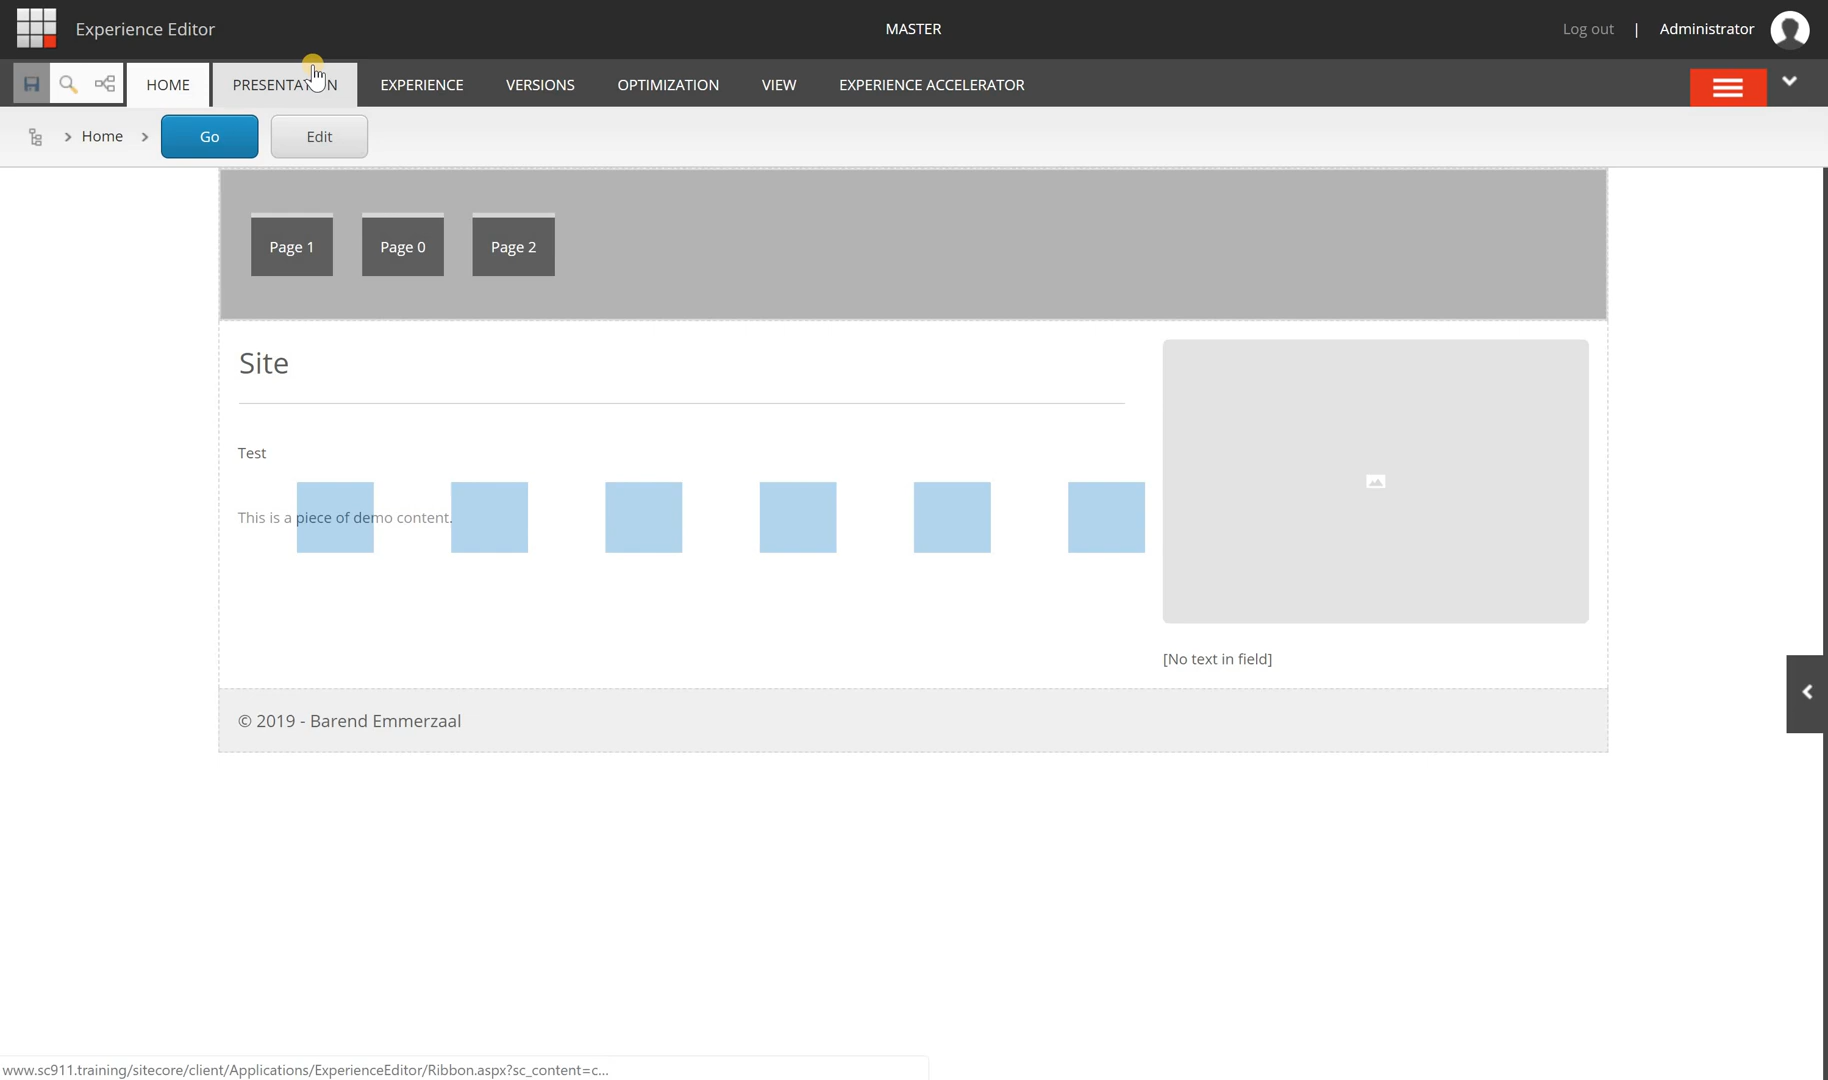 Experience Editor
MASTER
Log out | Administrator
HOME PRESENTATION EXPERIENCE VERSIONS OPTIMIZATION VIEW EXPERIENCE ACCELERATOR
Home Go Edit
Page 1 Page 0 Page 2
Site
Test
This is a piece of demo content.
[No text in field]
© 2019 - Barend Emmerzaal
www.sc911.training/sitecore/client/Applications/ExperienceEditor/Ribbon.aspx?sc_content=c...